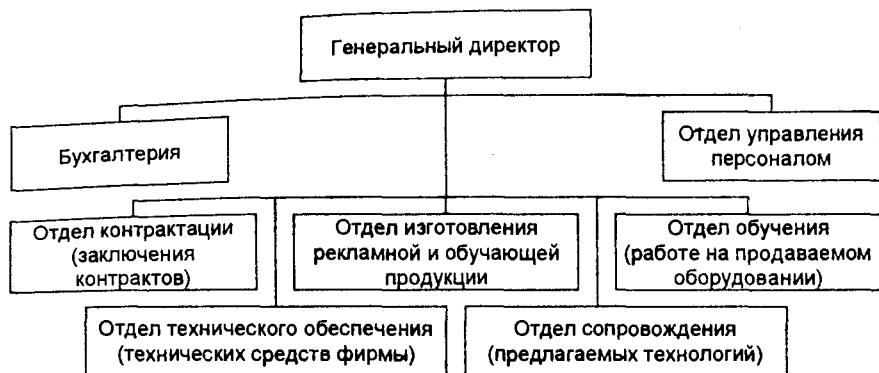 Генеральный директор
Бухгалтерия
Отдел управления
персоналом
Отдел контрактации
(заключения
контрактов)
Отдел изготовления
рекламной и обучающей
продукции
Отдел обучения
(работе на продаваемом
оборудовании)
Отдел технического обеспечения
(технических средств фирмы)
Отдел сопровождения
(предлагаемых технологий)